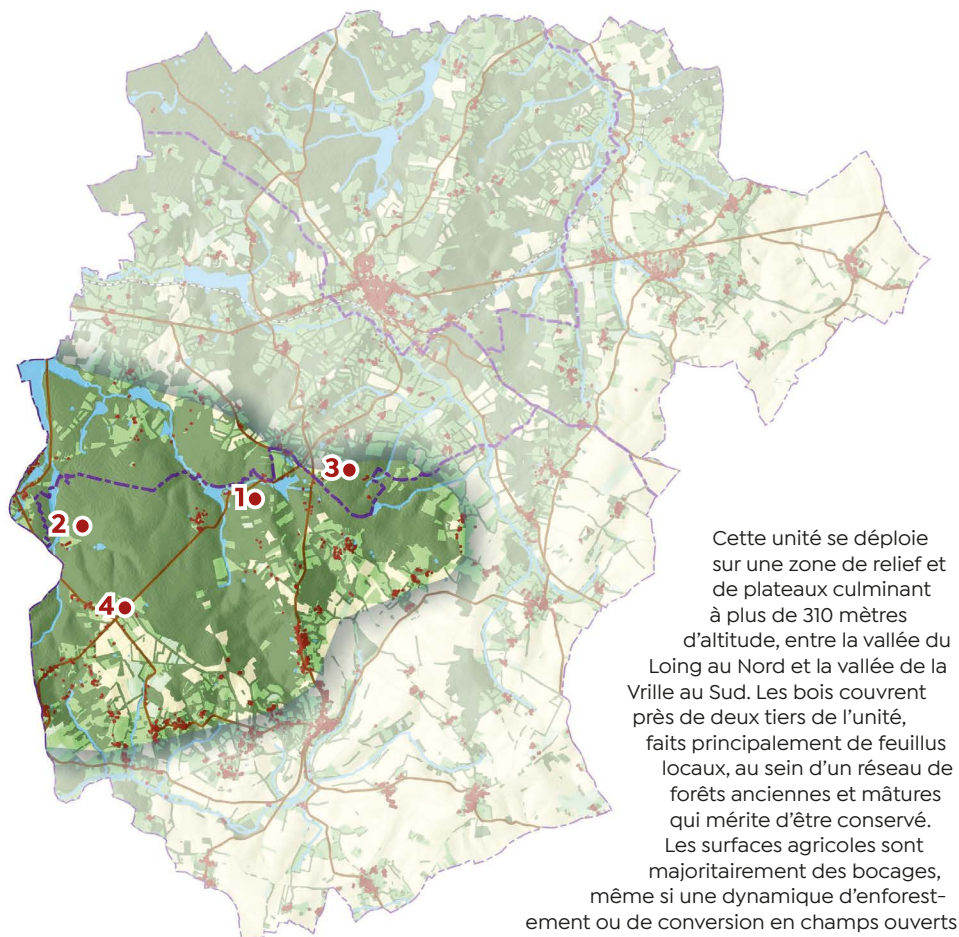 3
1
2
4
Cette unité se déploie
sur une zone de relief et
de plateaux culminant
à plus de 310 mètres
d'altitude, entre la vallée du
Loing au Nord et la vallée de la
Vrille au Sud. Les bois couvrent
près de deux tiers de l'unité,
faits principalement de feuillus
locaux, au sein d'un réseau de
forêts anciennes et mâtures
qui mérite d'être conservé.
Les surfaces agricoles sont
majoritairement des bocages,
même si une dynamique d'enforest-
ement ou de conversion en champs ouverts